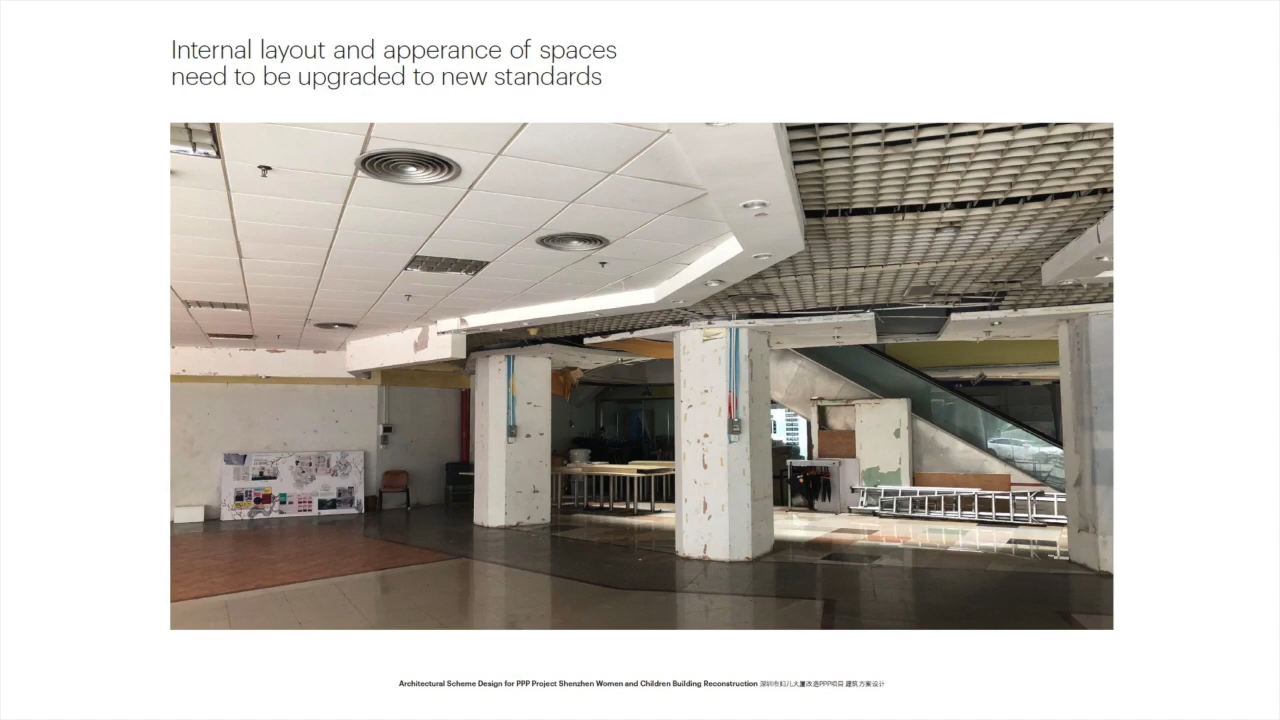 Internal layout and apperance of spaces
need to be upgraded to new standards
Architectural Scheme Design for PPP Project Shenzhen Women and Children Building Reconstruction 深圳市妇儿大厦改造PPP项目 建筑方案设计